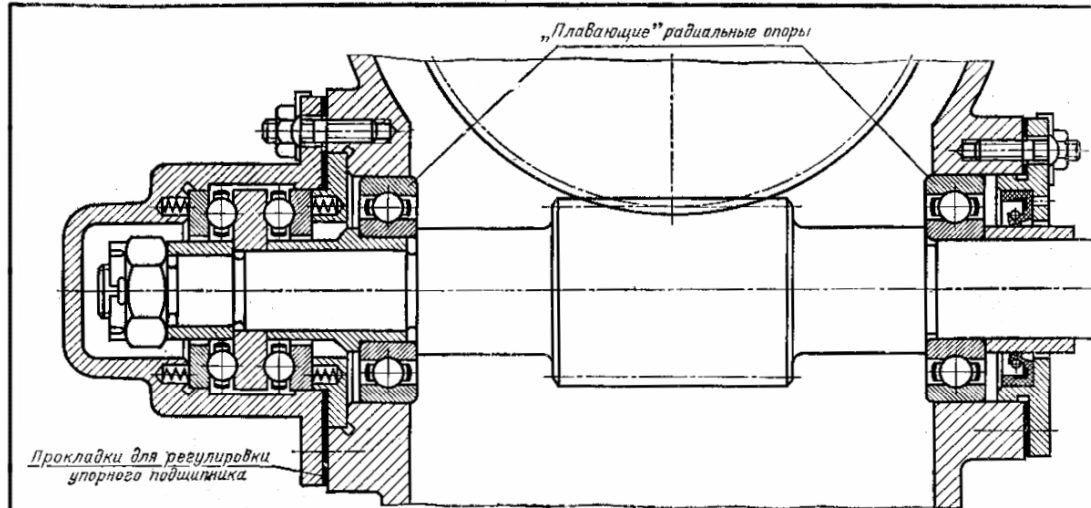 „Плавающие” радиальные опоры
Прокладки для регулировки
упорного подшипника